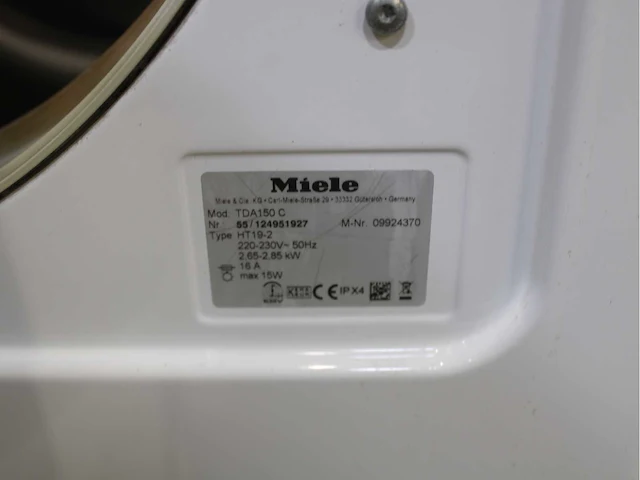 Miele
Miele & Cie. KG • Carl-Miele-Straße 29 • 33332 Gütersloh • Germany
Mod. TDA150 C
Nr. 55/124951927 M-Nr. 09924370
Type HT19-2
220-230V~ 50Hz
2,65-2,85 kW
16 A
max 15W
CE IPX4